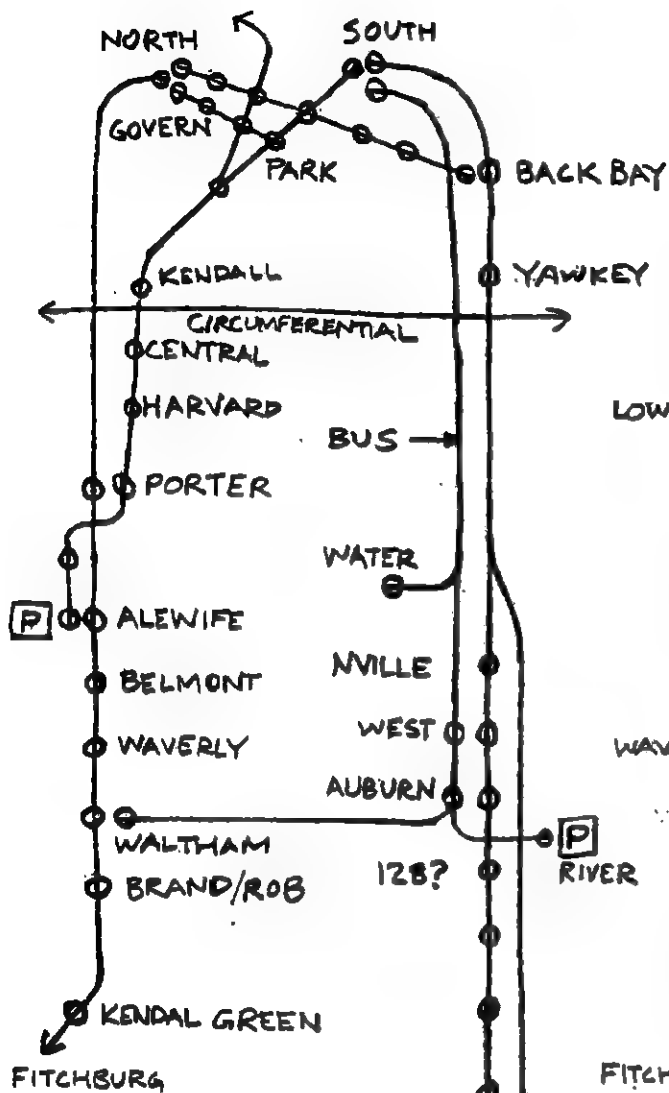 NORTH
SOUTH
GOVERN
PARK
BACK BAY
KENDALL
YAWKEY
CIRCUMFERENTIAL
CENTRAL
HARVARD
LOW
BUS
PORTER
WATER
P ALEWIFE
BELMONT
NVILLE
WAVERLY
WEST
WAV
AUBURN
WALTHAM
P
128?
RIVER
BRAND/ROB
KENDAL GREEN
FITCHBURG
FITCH